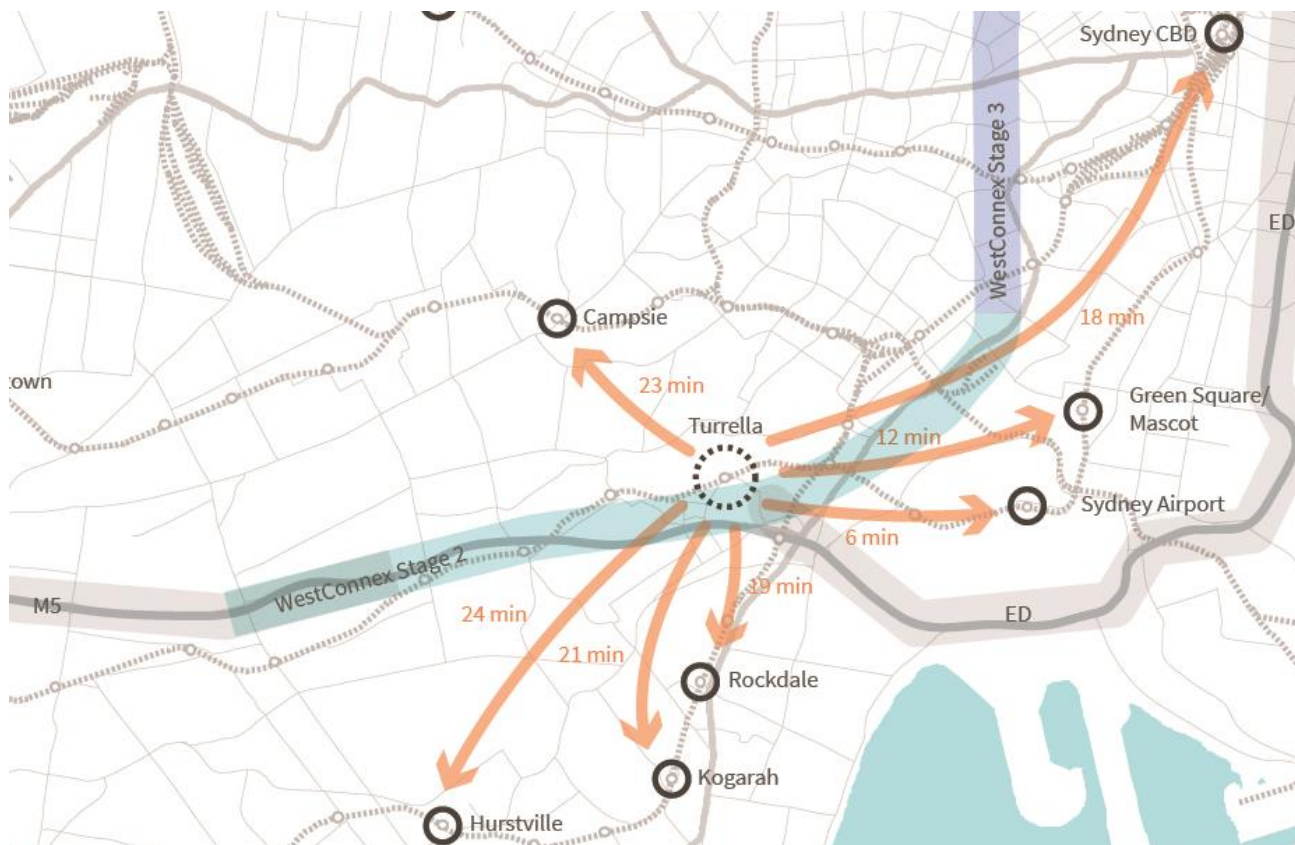 Sydney CBD
WestConnex Stage 3
ED
Campsie
18 min
own
23 min
Green Square/
Mascot
Turrella
12 min
Sydney Airport
6 min
WestConnex Stage 2
19 min
M5
24 min
ED
21 min
Rockdale
Kogarah
Hurstville